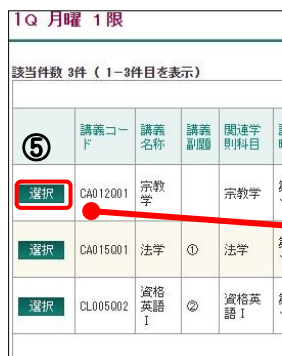 1Q 月曜 1限
該当件数 3件 ( 1-3件目を表示)
⑤
講義コード 講義名称 講義副題 関連学則科目
選択 CA012001 宗教学 宗教学
選択 CA015001 法学 ① 法学
選択 CL005002 資格英語Ⅰ ② 資格英語Ⅰ